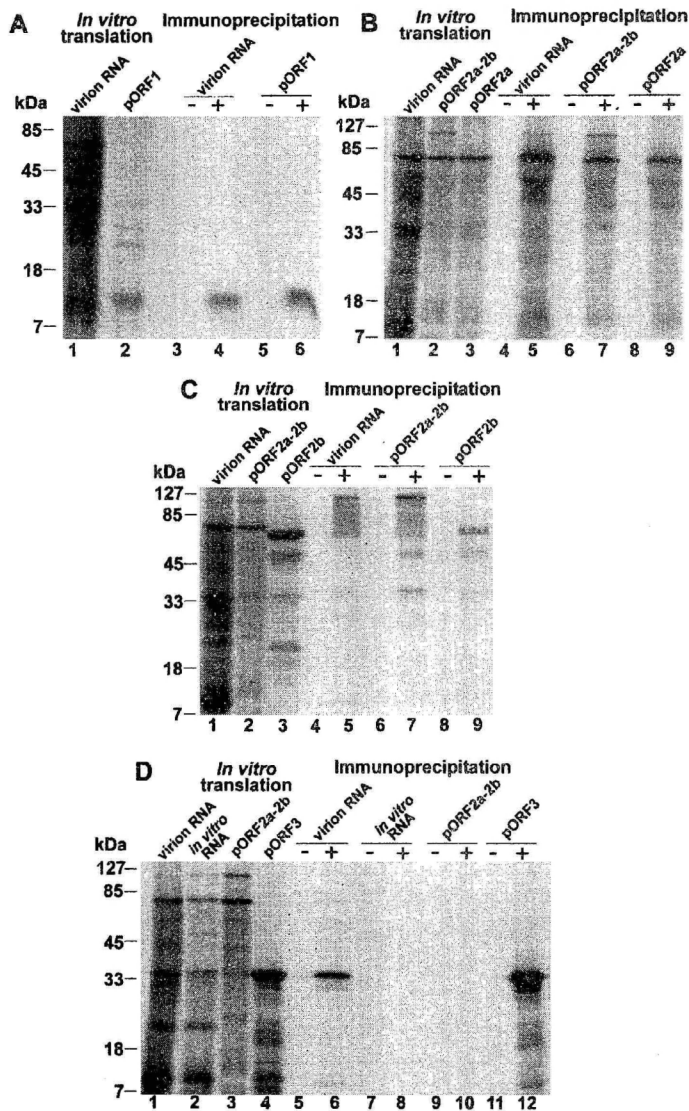 A
In vitro
translation
Immunoprecipitation
virion RNA
pORF1
virion RNA
pORF1
kDa
- + - +
85
45
33
18
7
1 2 3 4 5 6
B
In vitro
translation
Immunoprecipitation
virion RNA
pORF2a-2b
pORF2a
virion RNA
pORF2a-2b
pORF2a
kDa
- + - + - +
127
85
45
33
18
7
1 2 3 4 5 6 7 8 9
C
In vitro
translation
Immunoprecipitation
virion RNA
pORF2a-2b
pORF2b
virion RNA
pORF2a-2b
pORF2b
kDa
- + - + - +
127
85
45
33
18
7
1 2 3 4 5 6 7 8 9
D
In vitro
translation
Immunoprecipitation
virion RNA
in vitro
RNA
pORF2a-2b
pORF3
virion RNA
in vitro
RNA
pORF2a-2b
pORF3
kDa
- + - + - + - +
127
85
45
33
18
7
1 2 3 4 5 6 7 8 9 10 11 12